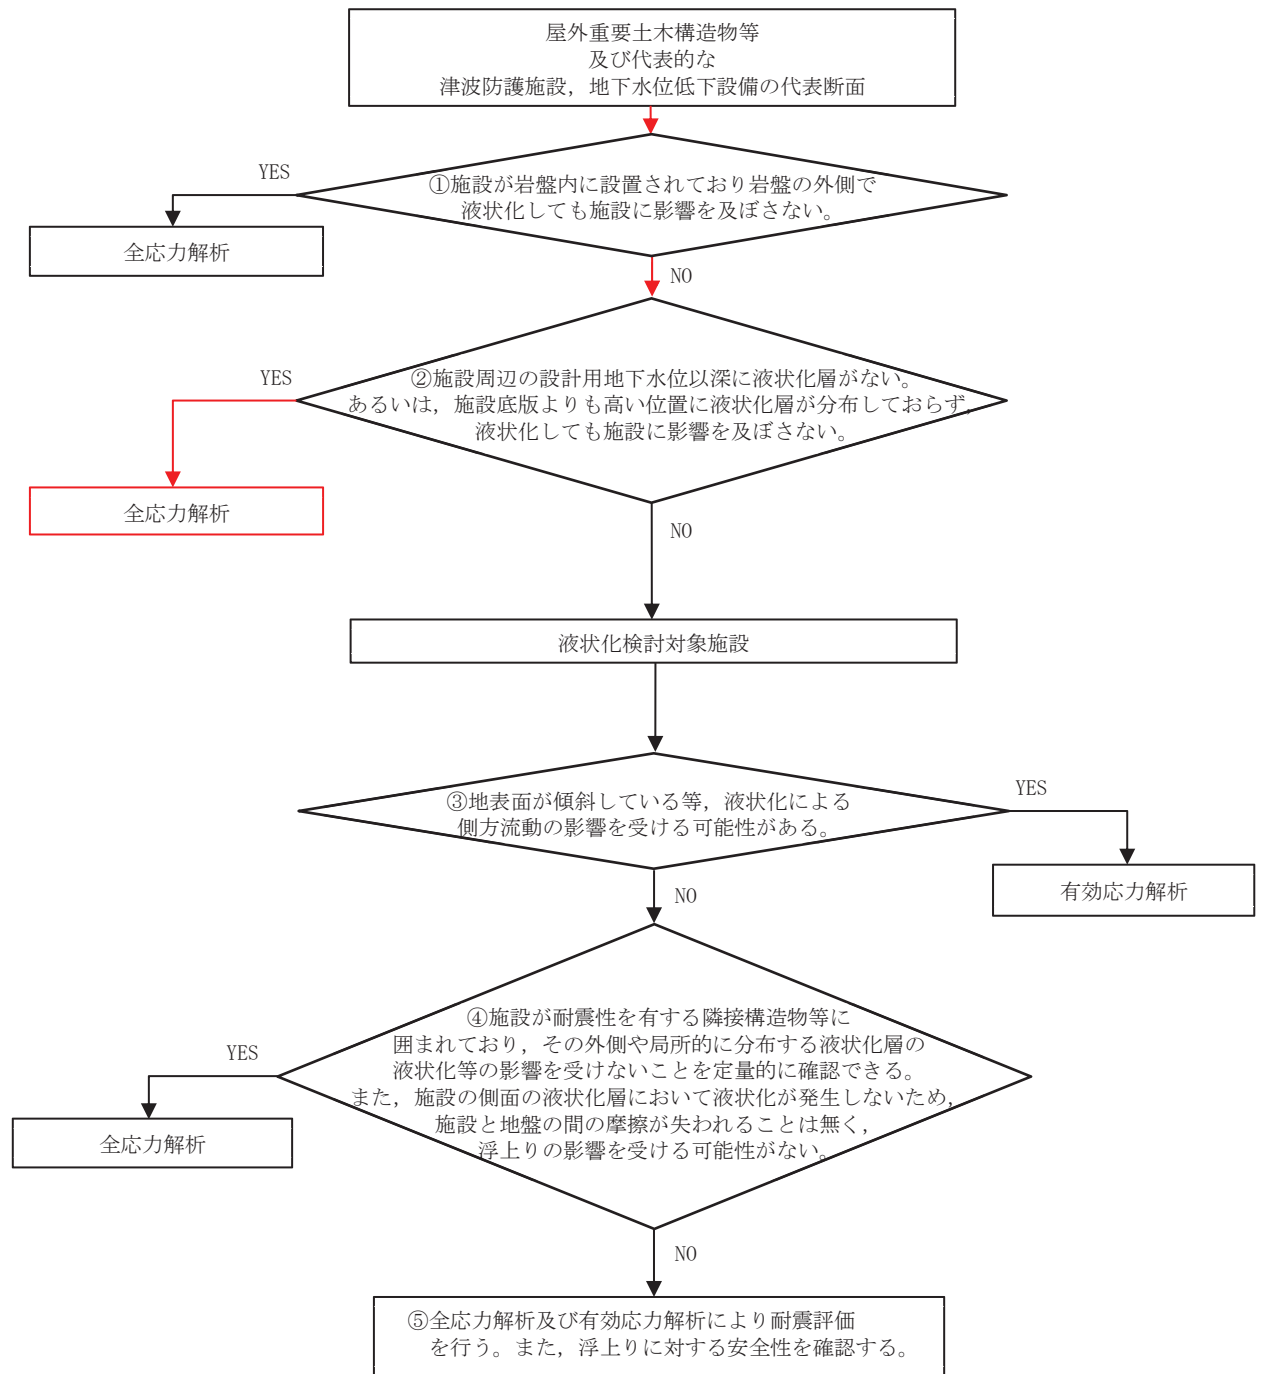 屋外重要土木構造物等
及び代表的な
津波防護施設，地下水位低下設備の代表断面
YES
①施設が岩盤内に設置されており岩盤の外側で
液状化しても施設に影響を及ぼさない。
全応力解析
NO
YES
②施設周辺の設計用地下水位以深に液状化層がない。
あるいは，施設底版よりも高い位置に液状化層が分布しておらず，
液状化しても施設に影響を及ぼさない。
全応力解析
NO
液状化検討対象施設
YES
③地表面が傾斜している等，液状化による
側方流動の影響を受ける可能性がある。
有効応力解析
NO
④施設が耐震性を有する隣接構造物等に
囲まれており，その外側や局所的に分布する液状化層の
液状化等の影響を受けないことを定量的に確認できる。
また，施設の側面の液状化層において液状化が発生しないため，
施設と地盤の間の摩擦が失われることは無く，
浮上りの影響を受ける可能性がない。
YES
全応力解析
NO
⑤全応力解析及び有効応力解析により耐震評価
を行う。また，浮上りに対する安全性を確認する。